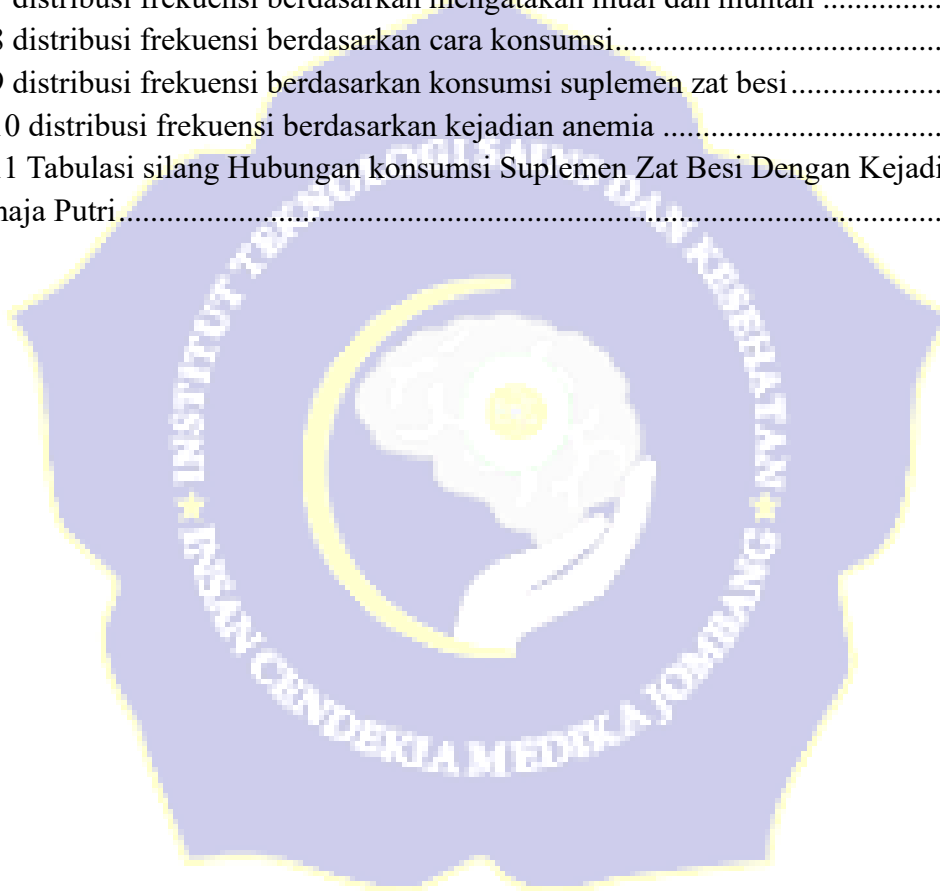 distribusi frekuensi berdasarkan mengatakan mual dan muntah ................
8 distribusi frekuensi berdasarkan cara konsumsi.........................................
9 distribusi frekuensi berdasarkan konsumsi suplemen zat besi...................
10 distribusi frekuensi berdasarkan kejadian anemia ...................................
11 Tabulasi silang Hubungan konsumsi Suplemen Zat Besi Dengan Kejadi
maja Putri........................................................................................................
INSTITUT TEKNOLOGI SAINS DAN KESEHATAN
INSAN CENDEKIA MEDIKA JOMBANG